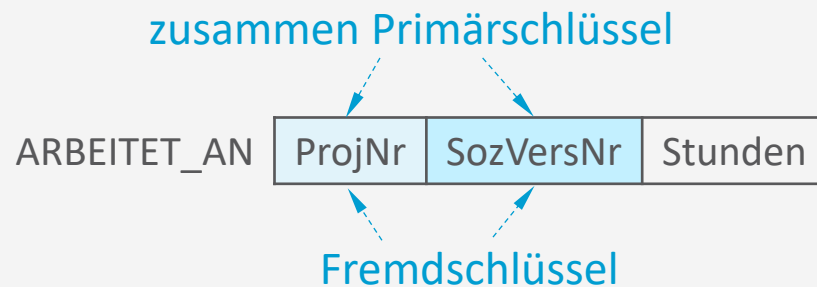 zusammen Primärschlüssel
ARBEITET_AN ProjNr SozVersNr Stunden
Fremdschlüssel